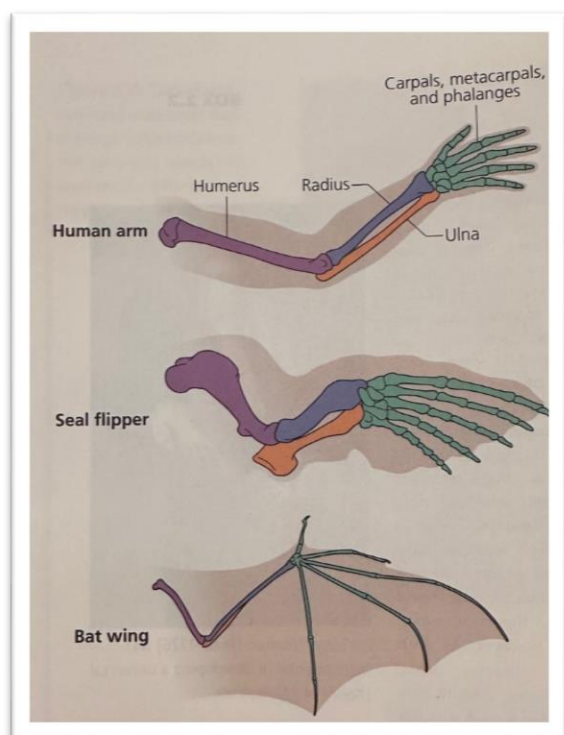 Carpals, metacarpals,
and phalanges
Humerus
Radius
Human arm
Ulna
Seal flipper
Bat wing